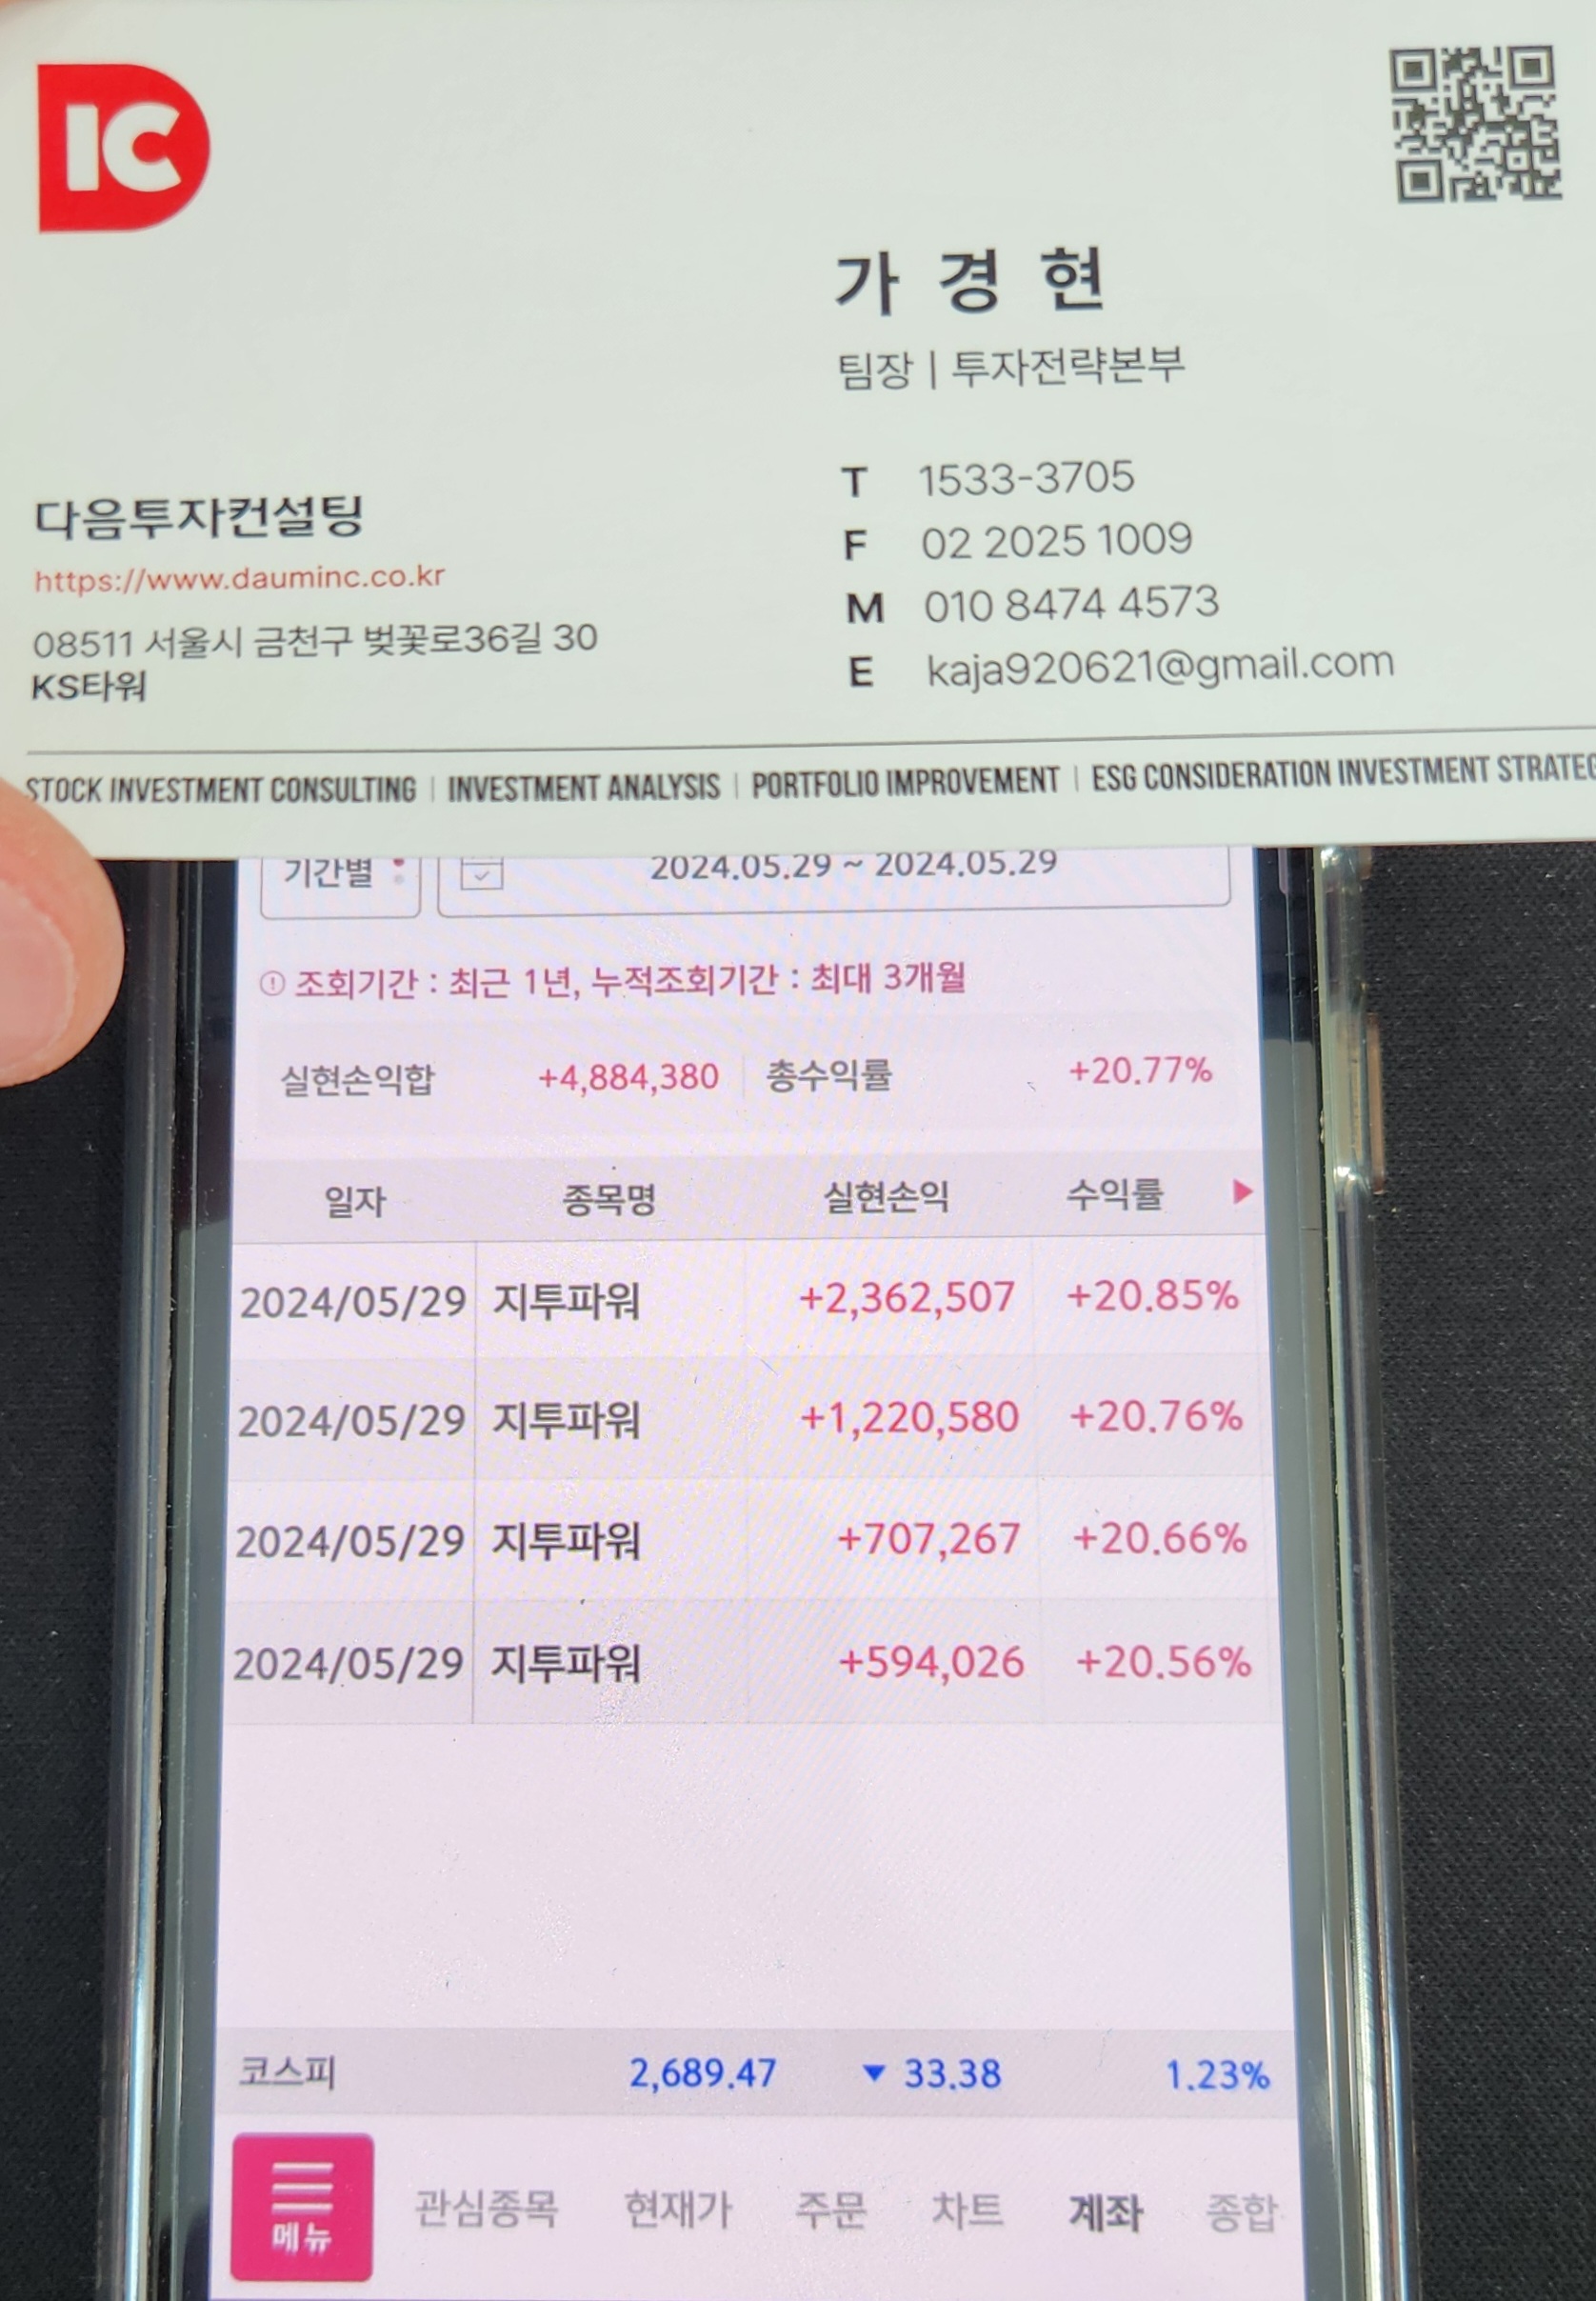 IC
가경현
팀장 | 투자전략본부
T 1533-3705
F 02 2025 1009
M 010 8474 4573
E kaja920621@gmail.com
다음투자컨설팅
https://www.dauminc.co.kr
08511 서울시 금천구 벚꽃로36길 30
KS타워
STOCK INVESTMENT CONSULTING | INVESTMENT ANALYSIS | PORTFOLIO IMPROVEMENT | ESG CONSIDERATION INVESTMENT STRATEG
기간별 2024.05.29 ~ 2024.05.29
조회기간 : 최근 1년, 누적조회기간 : 최대 3개월
실현손익합 +4,884,380 총수익률 +20.77%
일자 종목명 실현손익 수익률
2024/05/29 지투파워 +2,362,507 +20.85%
2024/05/29 지투파워 +1,220,580 +20.76%
2024/05/29 지투파워 +707,267 +20.66%
2024/05/29 지투파워 +594,026 +20.56%
코스피 2,689.47 ▼ 33.38 1.23%
메뉴 관심종목 현재가 주문 차트 계좌 종합